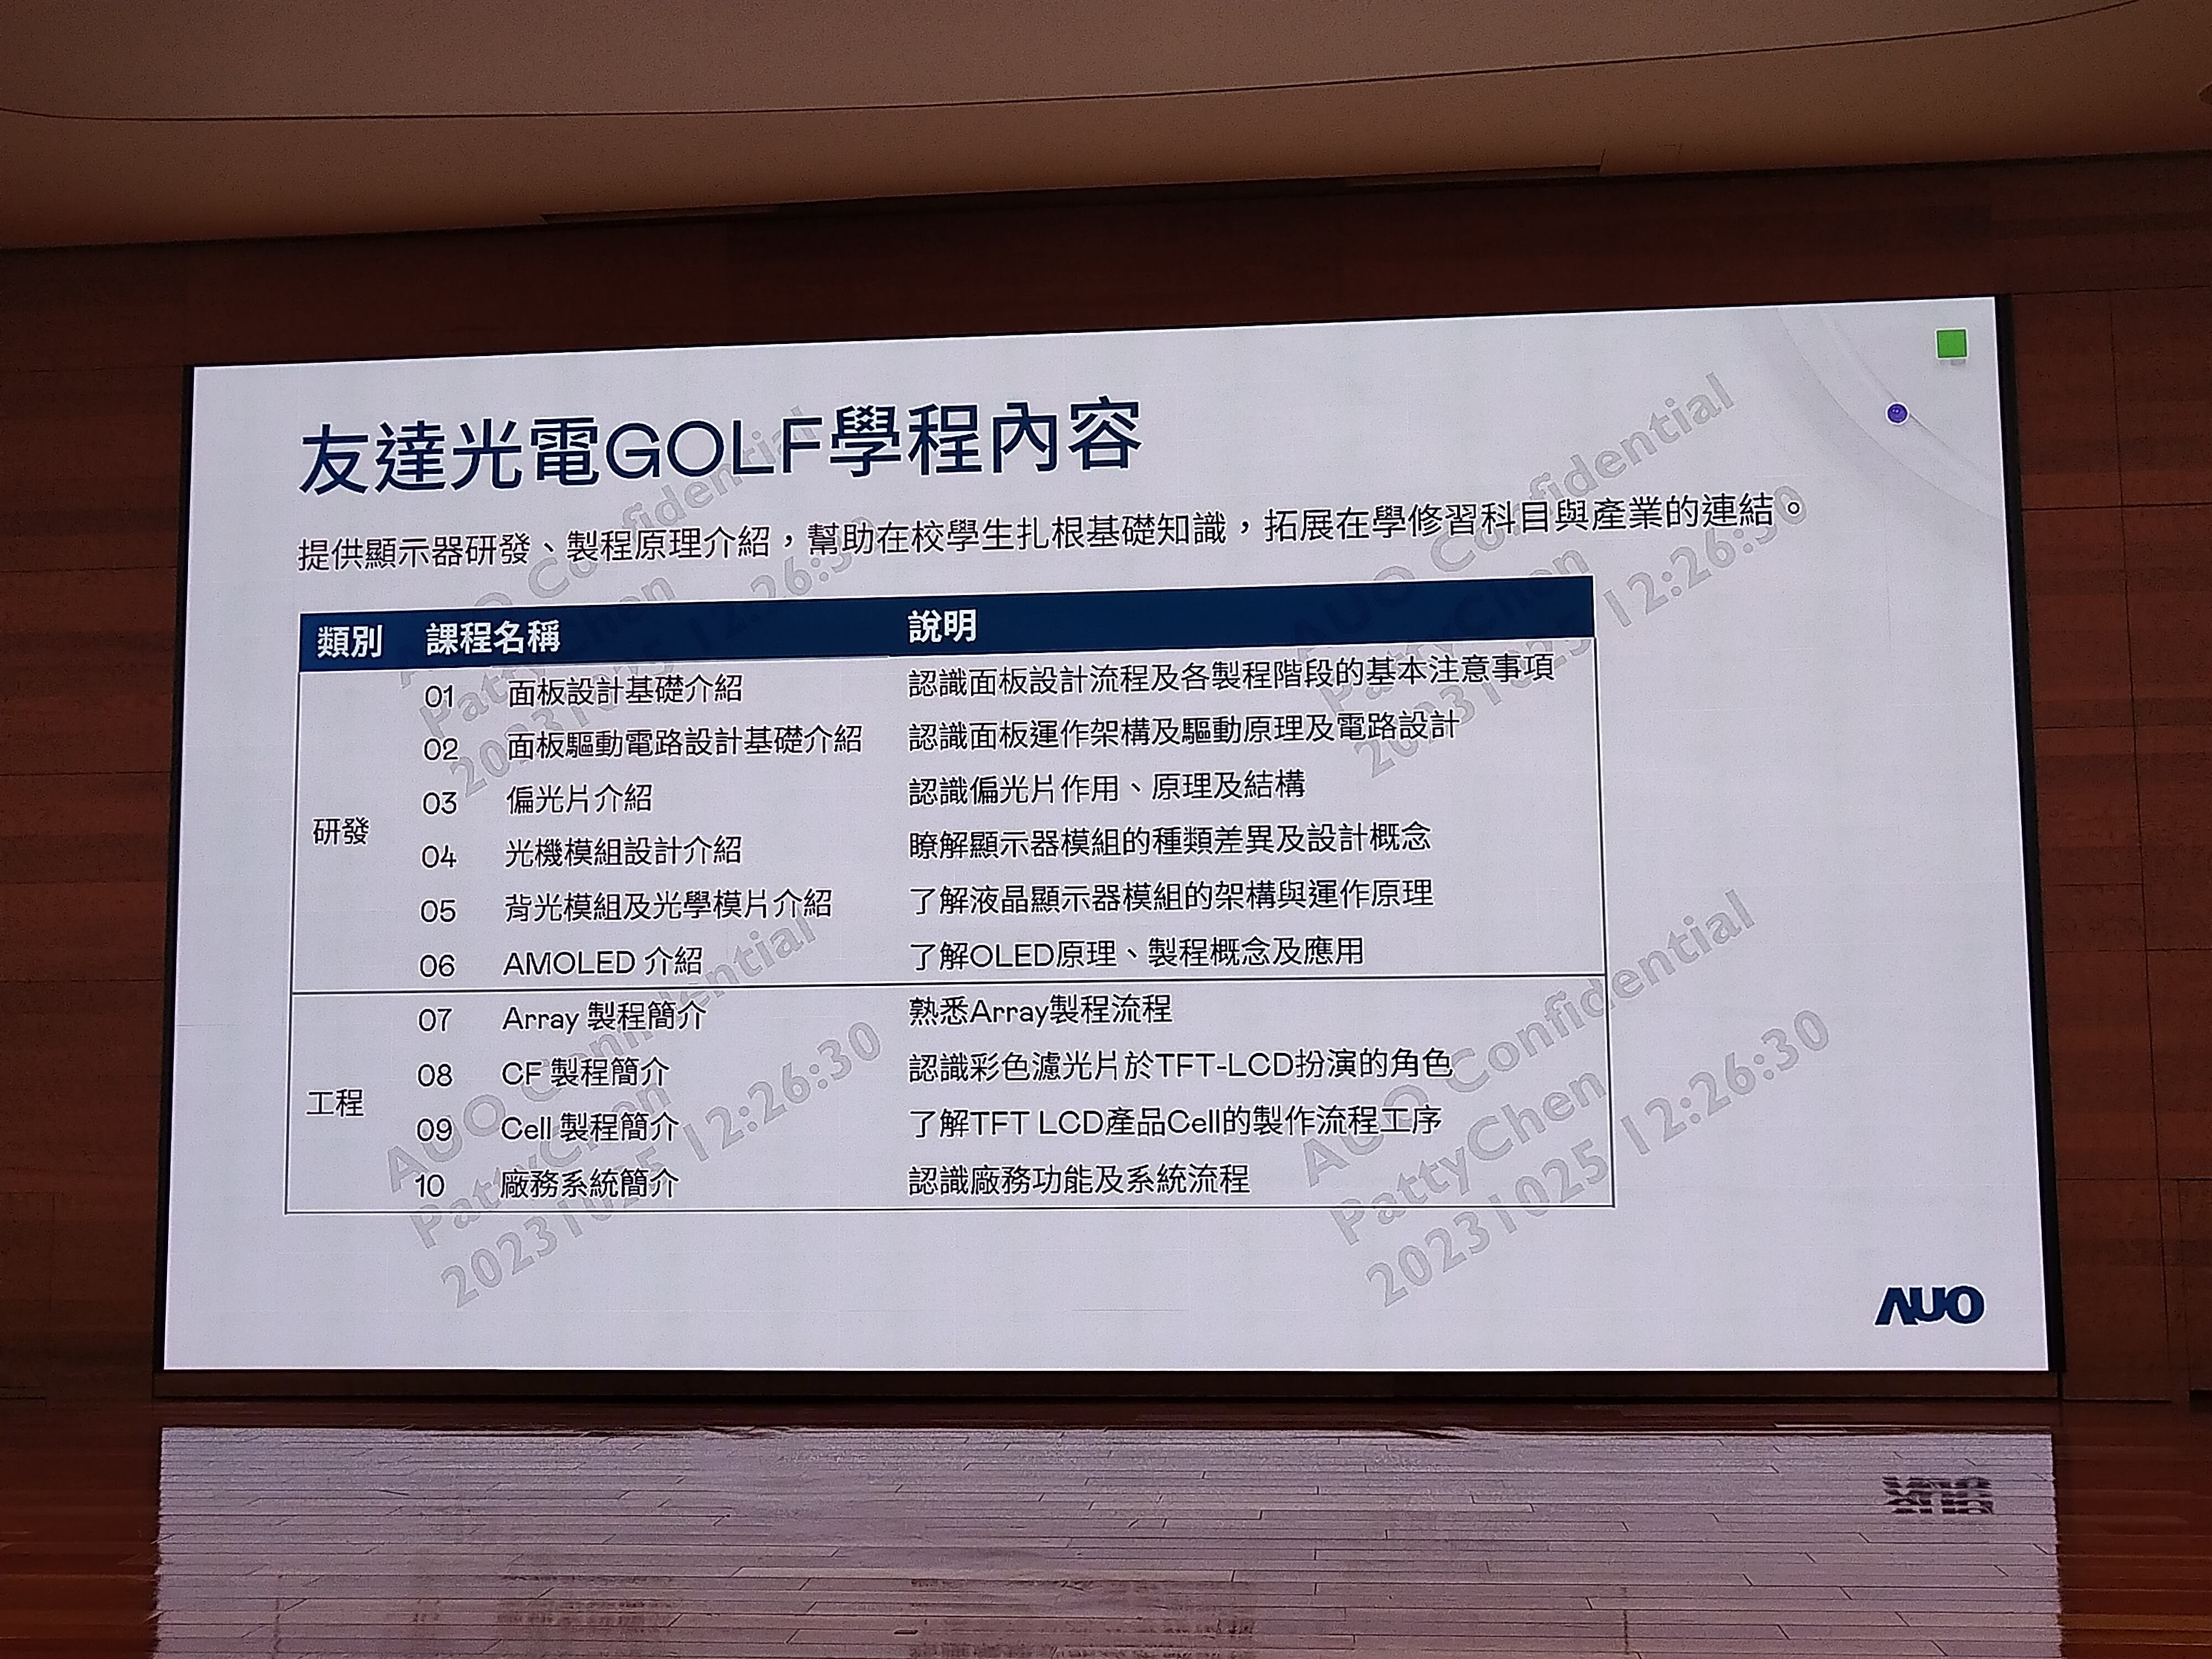 友達光電GOLF學程內容
提供顯示器研發、製程原理介紹，幫助在校學生扎根基礎知識，拓展在學修習科目與產業的連結。
類別 課程名稱 說明
研發
01 面板設計基礎介紹 認識面板設計流程及各製程階段的基本注意事項
02 面板驅動電路設計基礎介紹 認識面板運作架構及驅動原理及電路設計
03 偏光片介紹 認識偏光片作用、原理及結構
04 光機模組設計介紹 瞭解顯示器模組的種類差異及設計概念
05 背光模組及光學模片介紹 了解液晶顯示器模組的架構與運作原理
06 AMOLED 介紹 了解OLED原理、製程概念及應用
工程
07 Array 製程簡介 熟悉Array製程流程
08 CF 製程簡介 認識彩色濾光片於TFT-LCD扮演的角色
09 Cell 製程簡介 了解TFT LCD產品Cell的製作流程工序
10 廠務系統簡介 認識廠務功能及系統流程
AUO Confidential
PattyChen
20231025 12:26:30
AUO Confidential
PattyChen
20231025 12:26:30
AUO Confidential
PattyChen
20231025 12:26:30
AUO Confidential
PattyChen
20231025 12:26:30
AUO